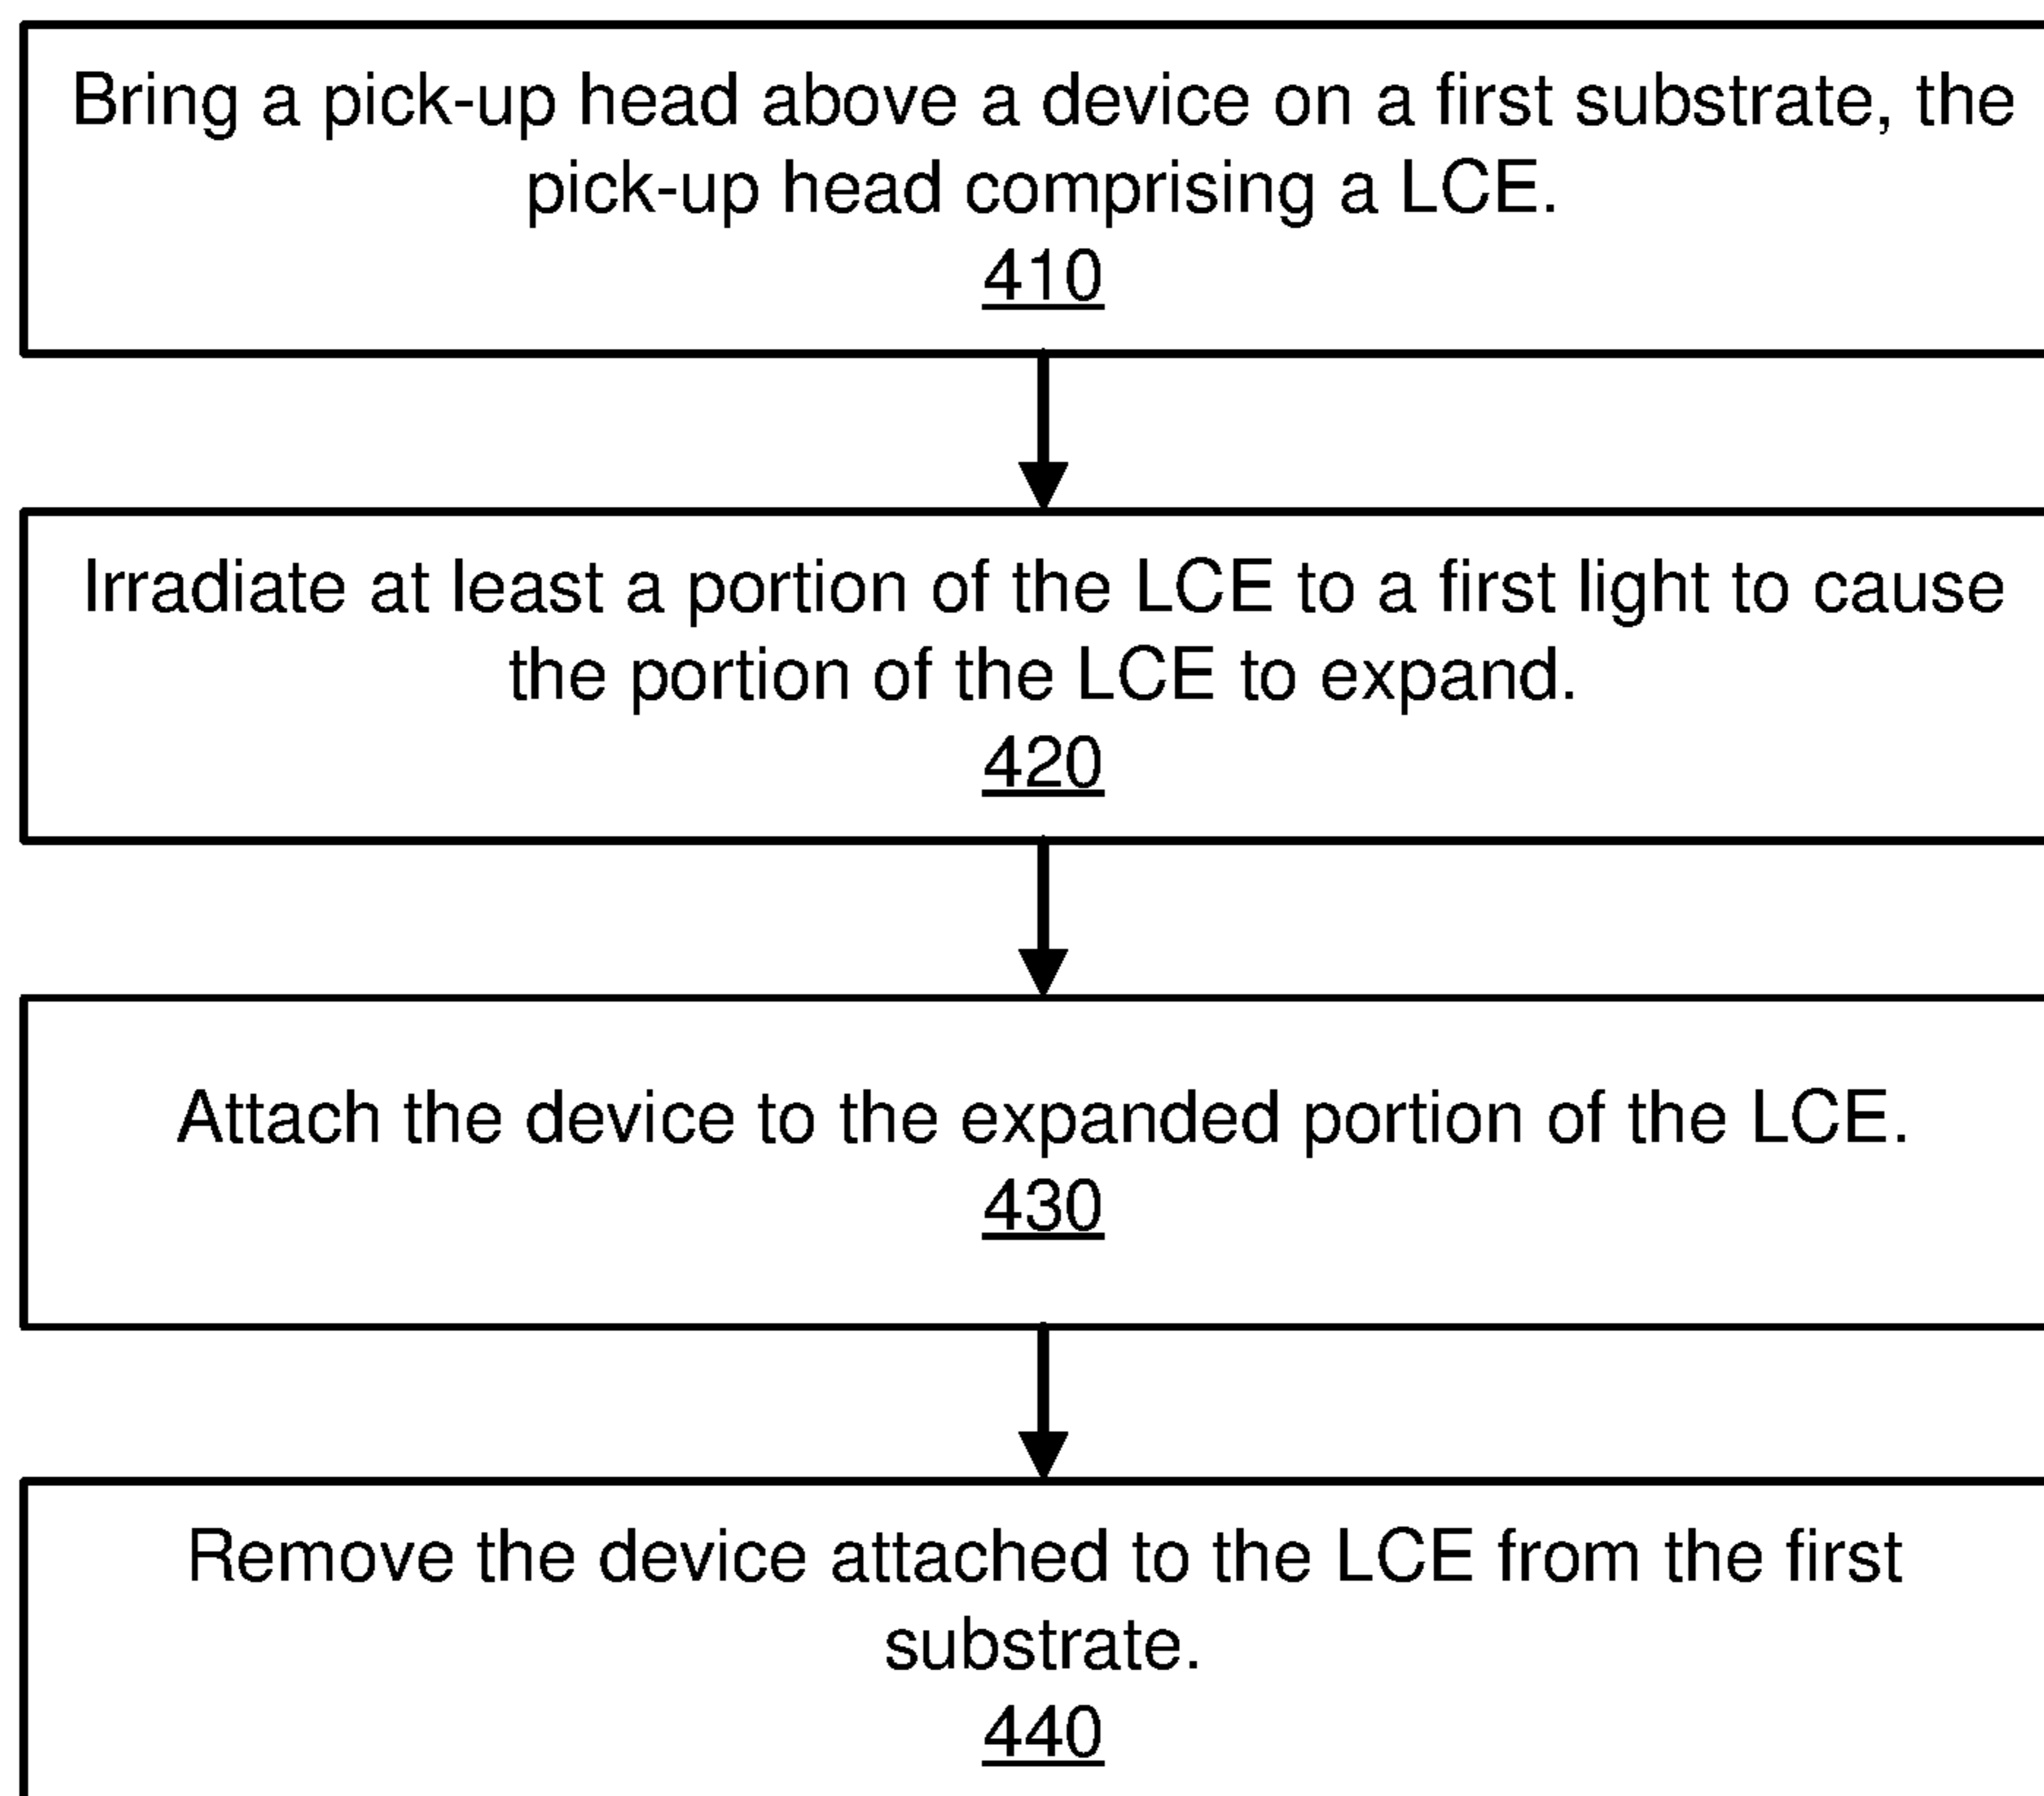 Bring a pick-up head above a device on a first substrate, the
pick-up head comprising a LCE.
410
Irradiate at least a portion of the LCE to a first light to cause
the portion of the LCE to expand.
420
Attach the device to the expanded portion of the LCE.
430
Remove the device attached to the LCE from the first
substrate.
440